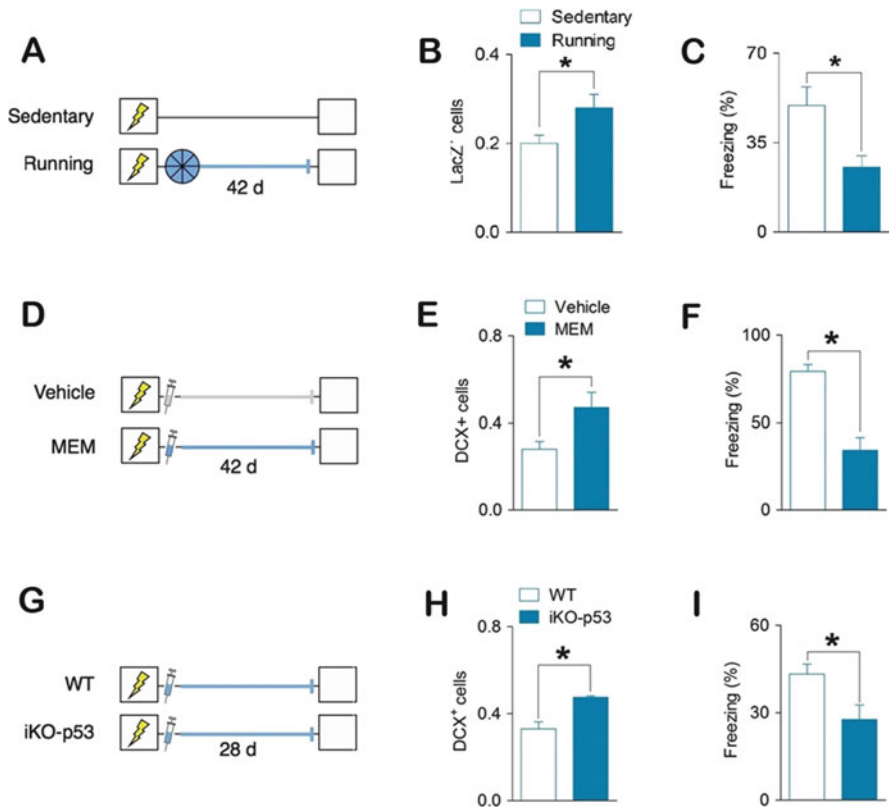 A
Sedentary
Running
42 d
B
Sedentary
Running
*
LacZ+ cells
0.4
0.2
0.0
C
*
Freezing (%)
70
35
0
D
Vehicle
MEM
42 d
E
Vehicle
MEM
*
DCX+ cells
0.8
0.4
0.0
F
*
Freezing (%)
100
50
0
G
WT
iKO-p53
28 d
H
WT
iKO-p53
*
DCX+ cells
0.8
0.4
0.0
I
*
Freezing (%)
60
30
0